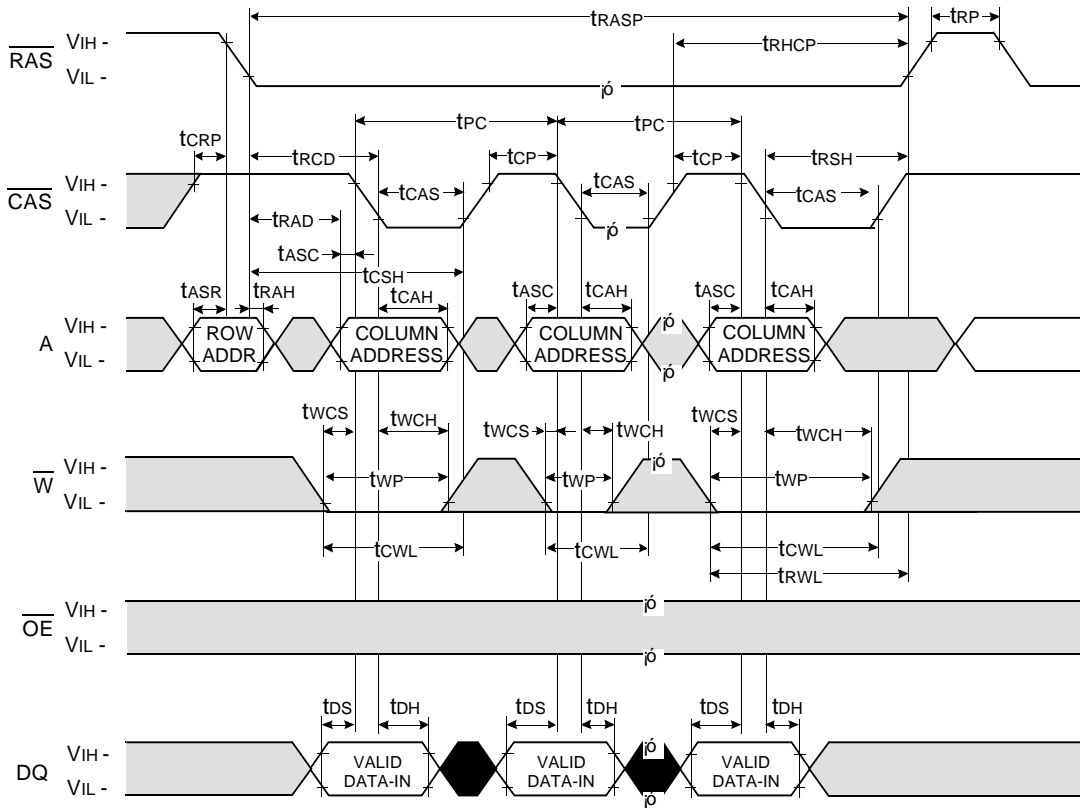 tRASP
tRP
tRHCP
RAS
VIH -
VIL -
¡ó
tPC
tPC
tCRP
tRCD
tCP
tCP
tRSH
CAS
VIH -
VIL -
tCAS
tCAS
tCAS
¡ó
tRAD
tASC
tCSH
tASR
tRAH
tCAH
tASC
tCAH
tASC
tCAH
A
VIH -
VIL -
ROW
ADDR
COLUMN
ADDRESS
COLUMN
ADDRESS
¡ó
¡ó
COLUMN
ADDRESS
tWCS
tWCH
tWCS
tWCH
tWCS
tWCH
W
VIH -
VIL -
tWP
tWP
¡ó
tWP
tCWL
tCWL
tCWL
tRWL
OE
VIH -
VIL -
¡ó
¡ó
tDS
tDH
tDS
tDH
tDS
tDH
DQ
VIH -
VIL -
VALID
DATA-IN
VALID
DATA-IN
¡ó
¡ó
VALID
DATA-IN